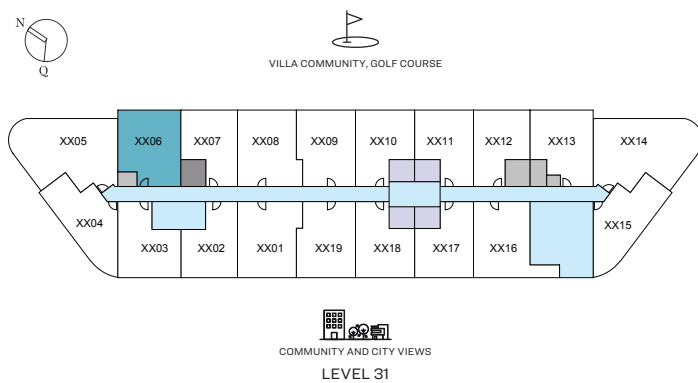 N
Q
VILLA COMMUNITY, GOLF COURSE
XX05
XX06
XX07
XX08
XX09
XX10
XX11
XX12
XX13
XX14
XX04
XX03
XX02
XX01
XX19
XX18
XX17
XX16
XX15
COMMUNITY AND CITY VIEWS
LEVEL 31